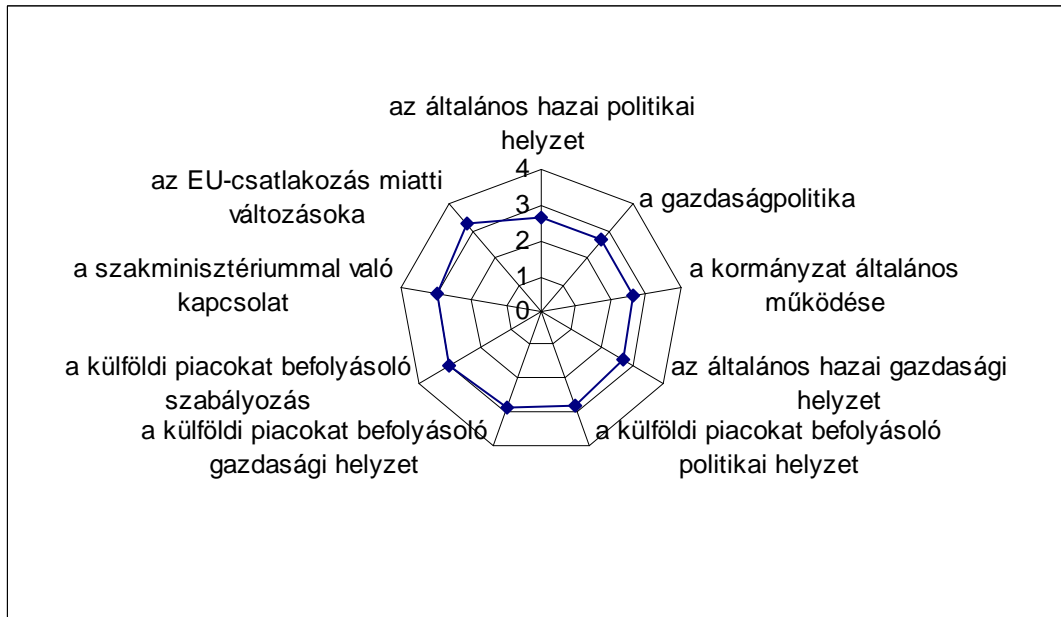 az általános hazai politikai
helyzet
a gazdaságpolitika
a kormányzat általános
működése
az általános hazai gazdasági
helyzet
a külföldi piacokat befolyásoló
politikai helyzet
a külföldi piacokat befolyásoló
gazdasági helyzet
a külföldi piacokat befolyásoló
szabályozás
a szakminisztériummal való
kapcsolat
az EU-csatlakozás miatti
változásoka
4
3
2
1
0